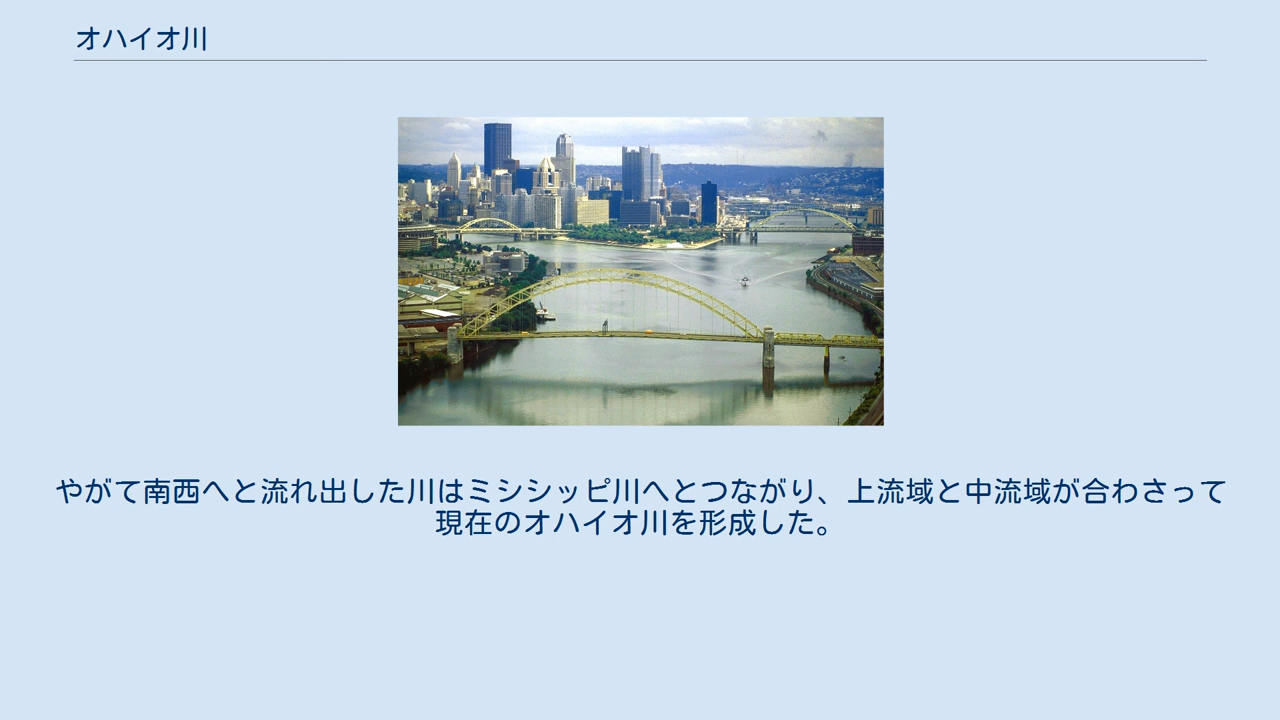 オハイオ川
やがて南西へと流れ出した川はミシシッピ川へとつながり、上流域と中流域が合わさって
現在のオハイオ川を形成した。